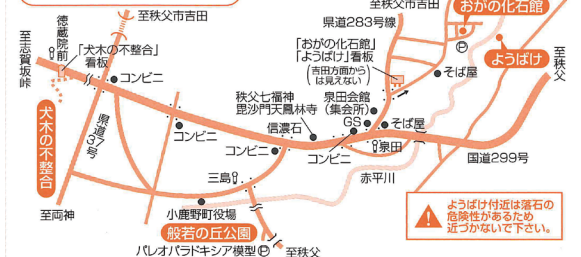 至秩父市吉田
至秩父市吉田
おがの化石館
徳蔵院前
県道283号線
至志賀坂峠
「犬木の不整合」
看板
「おがの化石館」
「ようばけ」看板
(吉田方面から
は見えない)
Ⓟ
ようばけ
コンビニ
そば屋
至秩父
犬木の不整合
県道37号
秩父七福神
毘沙門天鳳林寺
泉田会館
(集会所)
コンビニ
信濃石
GS
そば屋
コンビニ
コンビニ
泉田
国道299号
三島
赤平川
至両神
小鹿野町役場
般若の丘公園
パレオパラドキシア模型Ⓟ
至秩父
ようばけ付近は落石の
危険性があるため
近づかないで下さい。